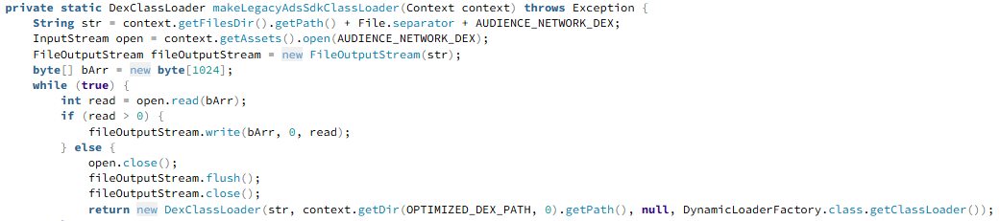 private static DexClassLoader makeLegacyAdsSdkClassLoader(Context context) throws Exception {
    String str = context.getFilesDir().getPath() + File.separator + AUDIENCE_NETWORK_DEX;
    InputStream open = context.getAssets().open(AUDIENCE_NETWORK_DEX);
    FileOutputStream fileOutputStream = new FileOutputStream(str);
    byte[] bArr = new byte[1024];
    while (true) {
        int read = open.read(bArr);
        if (read > 0) {
            fileOutputStream.write(bArr, 0, read);
        } else {
            open.close();
            fileOutputStream.flush();
            fileOutputStream.close();
            return new DexClassLoader(str, context.getDir(OPTIMIZED_DEX_PATH, 0).getPath(), null, DynamicLoaderFactory.class.getClassLoader());